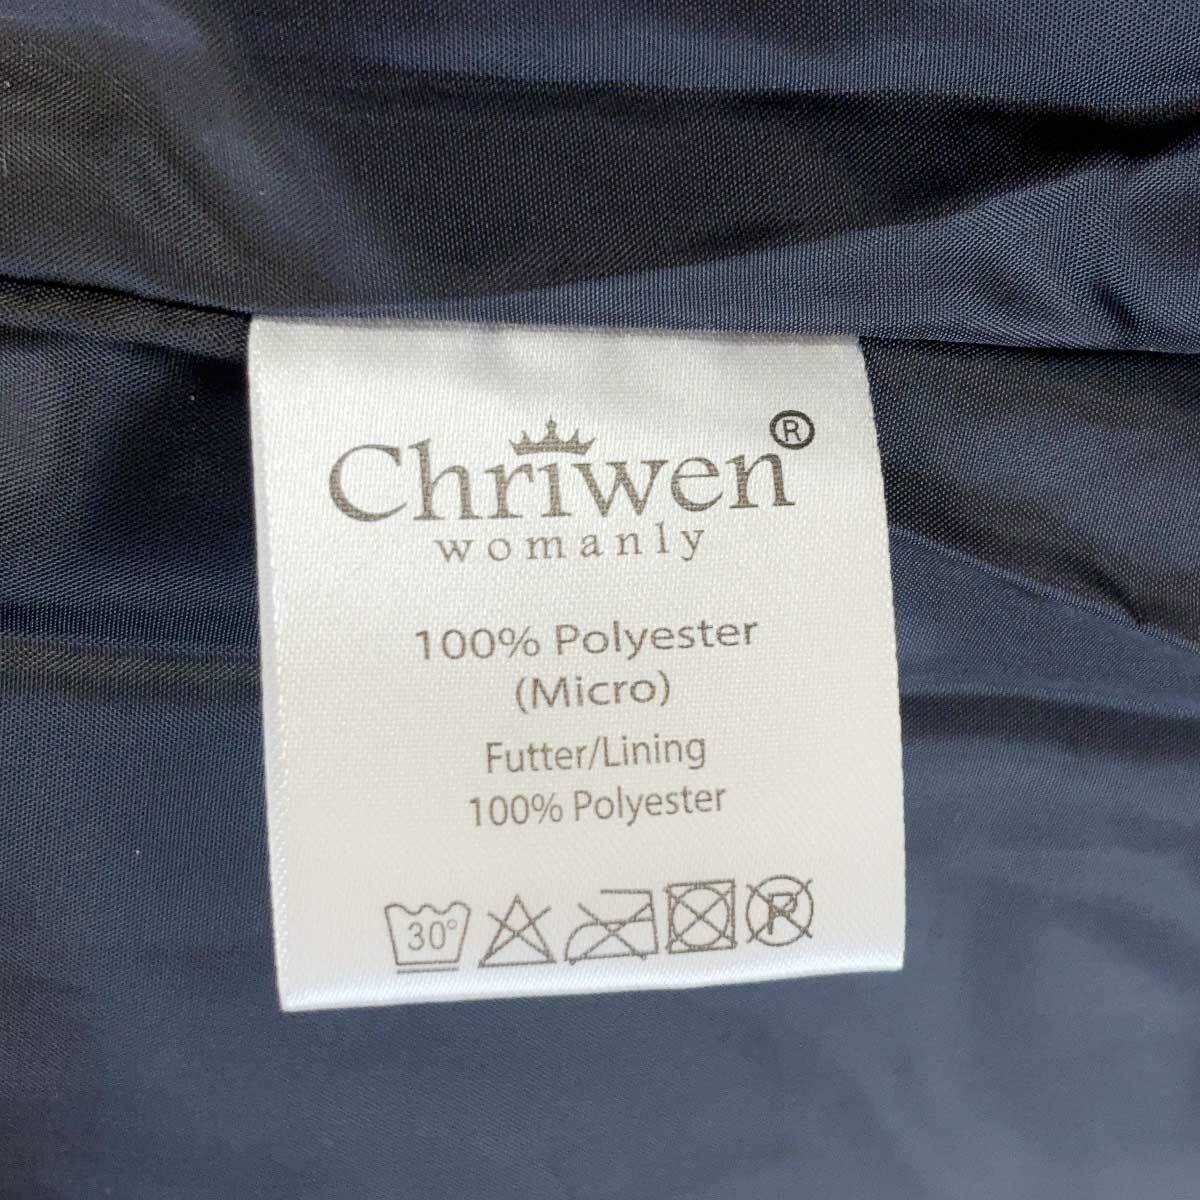 Chriwen®
womanly
100% Polyester
(Micro)
Futter/Lining
100% Polyester
30° P